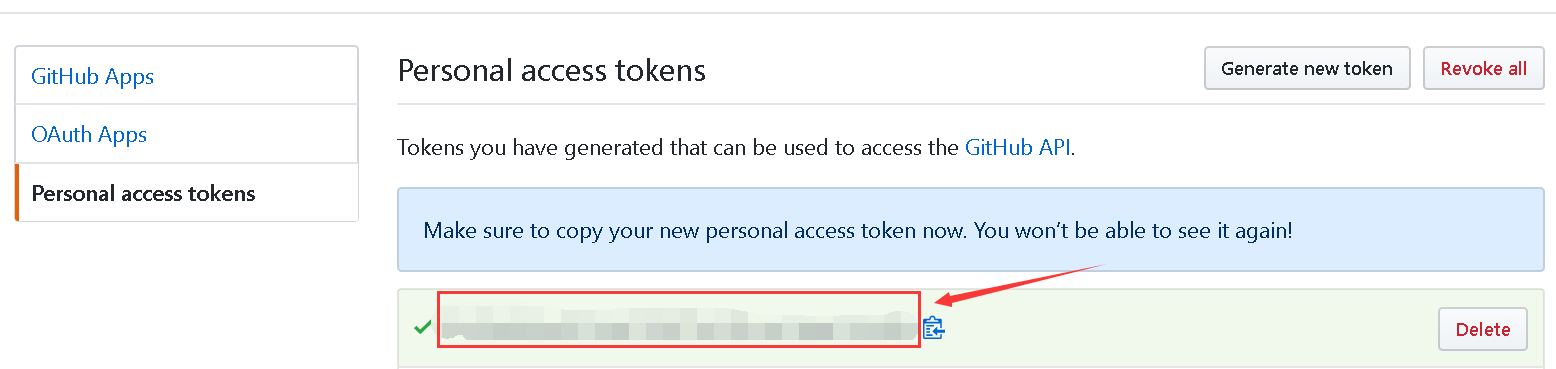 GitHub Apps
OAuth Apps
Personal access tokens
Personal access tokens
Generate new token
Revoke all
Tokens you have generated that can be used to access the GitHub API.
Make sure to copy your new personal access token now. You won’t be able to see it again!
Delete